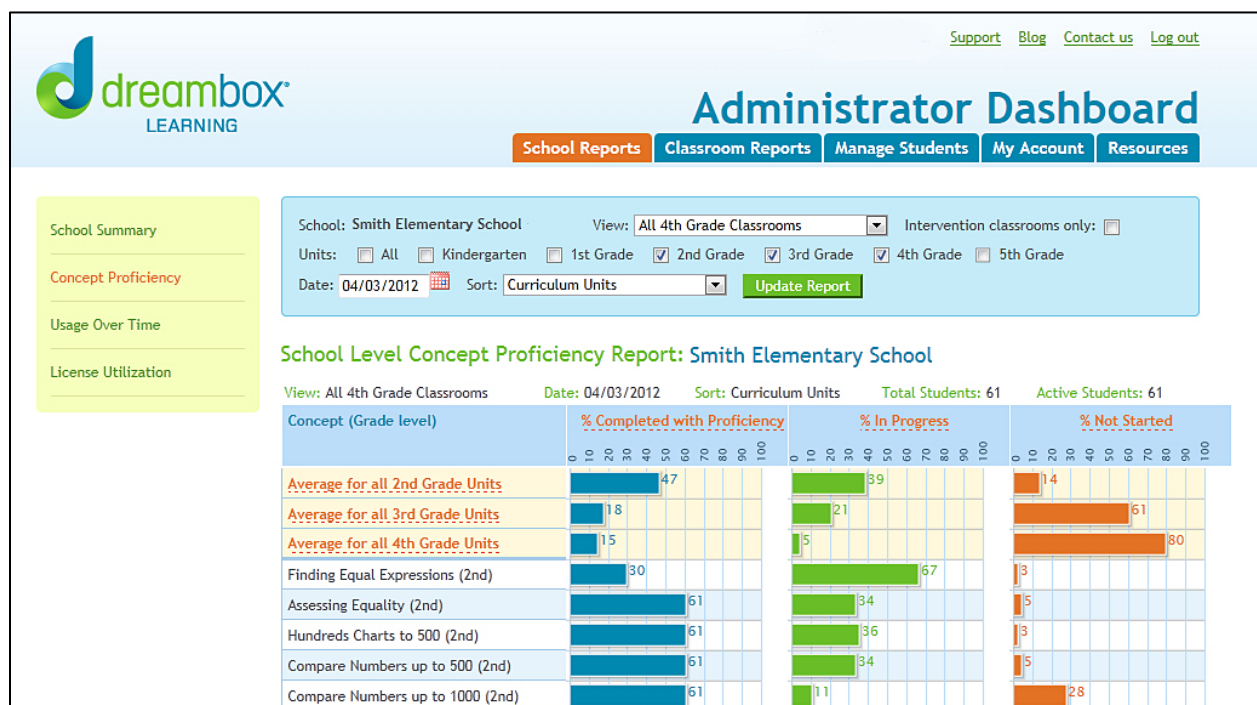 Support Blog Contact us Log out
dreambox®
LEARNING
Administrator Dashboard
School Reports Classroom Reports Manage Students My Account Resources
School Summary
Concept Proficiency
Usage Over Time
License Utilization
School: Smith Elementary School View: All 4th Grade Classrooms Intervention classrooms only:
Units: All Kindergarten 1st Grade 2nd Grade 3rd Grade 4th Grade 5th Grade
Date: 04/03/2012 Sort: Curriculum Units Update Report
School Level Concept Proficiency Report: Smith Elementary School
View: All 4th Grade Classrooms Date: 04/03/2012 Sort: Curriculum Units Total Students: 61 Active Students: 61
Concept (Grade level) % Completed with Proficiency % In Progress % Not Started
0 10 20 30 40 50 60 70 80 90 100 0 10 20 30 40 50 60 70 80 90 100 0 10 20 30 40 50 60 70 80 90 100
Average for all 2nd Grade Units 47 39 14
Average for all 3rd Grade Units 18 21 61
Average for all 4th Grade Units 15 5 80
Finding Equal Expressions (2nd) 30 67 3
Assessing Equality (2nd) 61 34 5
Hundreds Charts to 500 (2nd) 61 36 3
Compare Numbers up to 500 (2nd) 61 34 5
Compare Numbers up to 1000 (2nd) 61 11 28